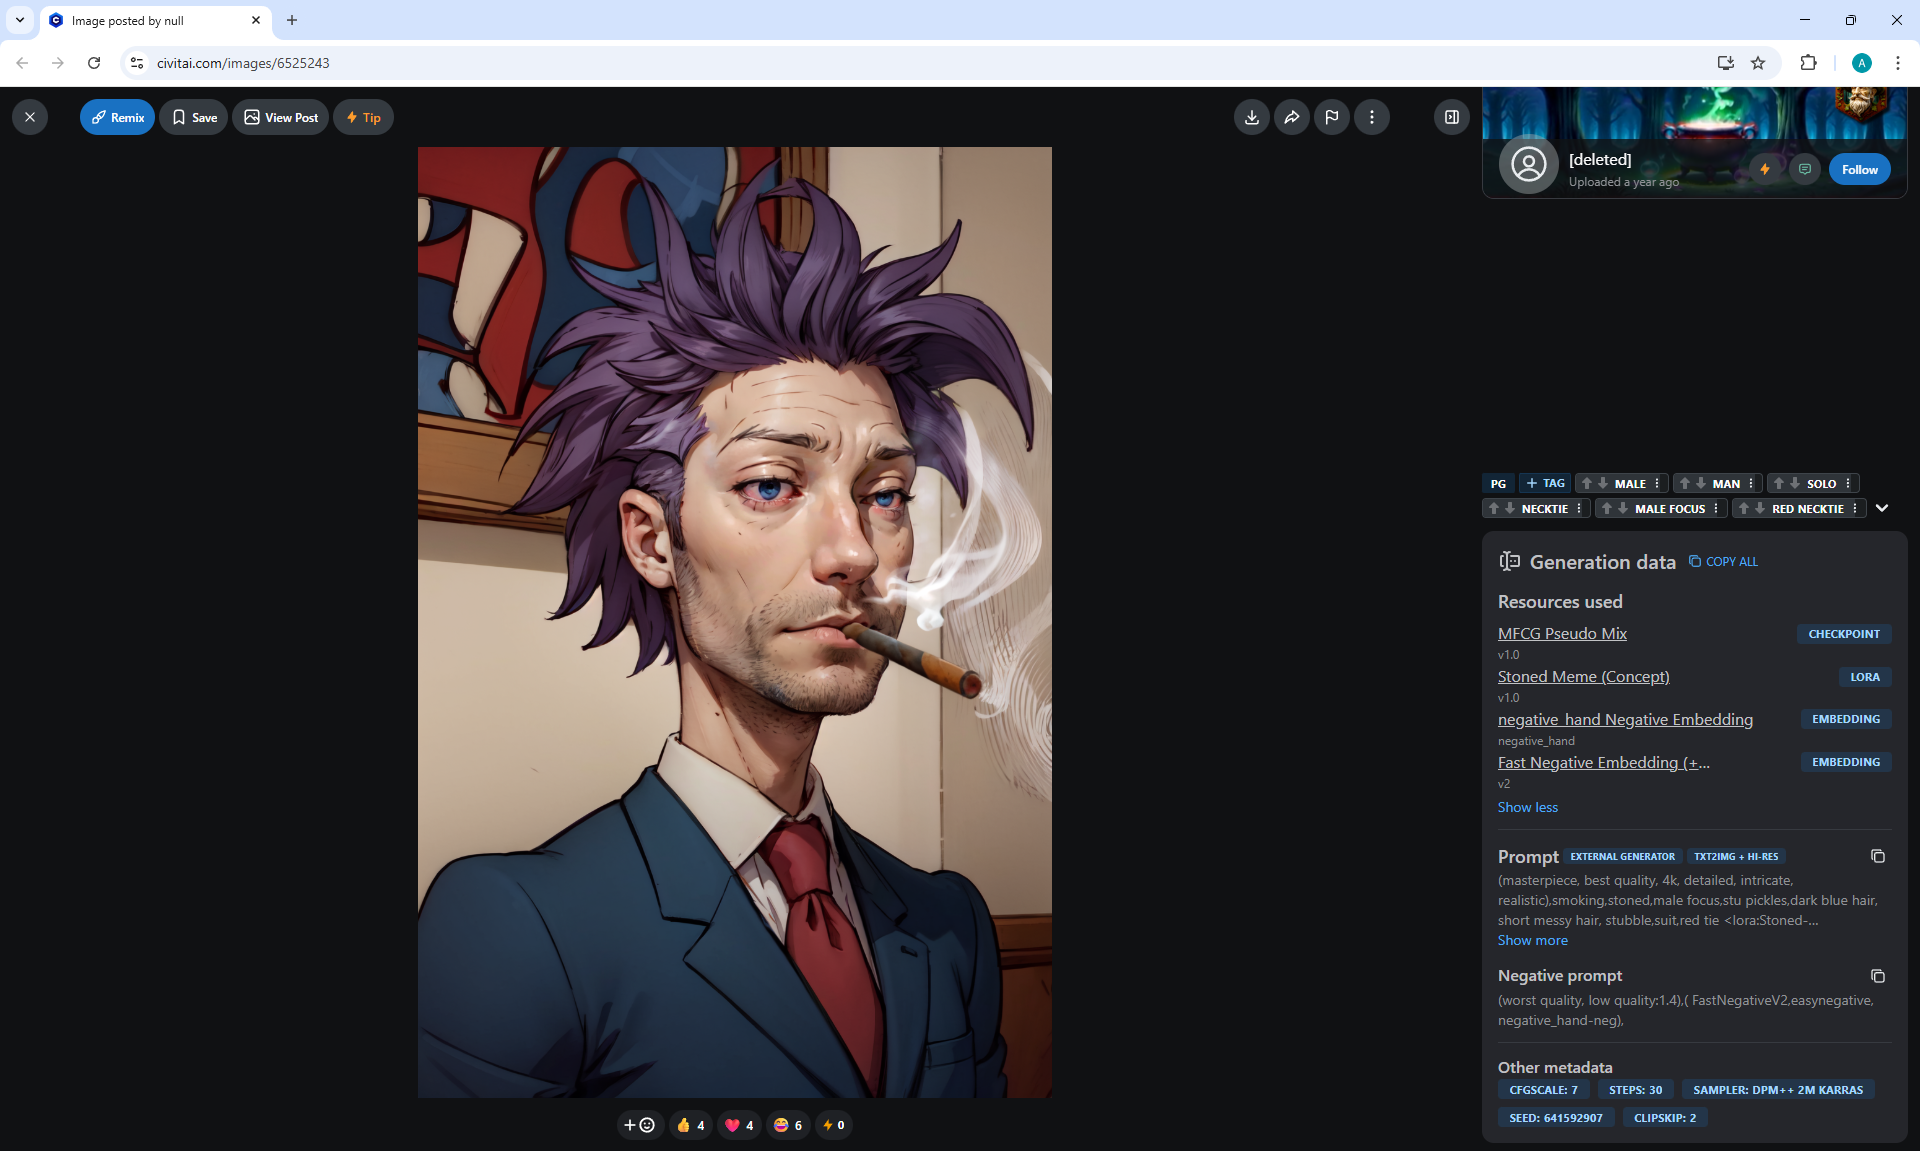 Image posted by null
civitai.com/images/6525243
A
Remix
Save
View Post
Tip
[deleted]
Uploaded a year ago
Follow
PG
TAG
MALE
MAN
SOLO
NECKTIE
MALE FOCUS
RED NECKTIE
Generation data
COPY ALL
Resources used
MFCG Pseudo Mix
CHECKPOINT
v1.0
Stoned Meme (Concept)
LORA
v1.0
negative_hand Negative Embedding
EMBEDDING
negative_hand
Fast Negative Embedding (+...
EMBEDDING
v2
Show less
Prompt
EXTERNAL GENERATOR
TXT2IMG + HI-RES
(masterpiece, best quality, 4k, detailed, intricate,
realistic),smoking,stoned,male focus,stu pickles,dark blue hair,
short messy hair, stubble,suit,red tie <lora:Stoned-...
Show more
Negative prompt
(worst quality, low quality:1.4),( FastNegativeV2,easynegative,
negative_hand-neg),
Other metadata
CFGSCALE: 7
STEPS: 30
SAMPLER: DPM++ 2M KARRAS
SEED: 641592907
CLIPSKIP: 2
4
4
6
0